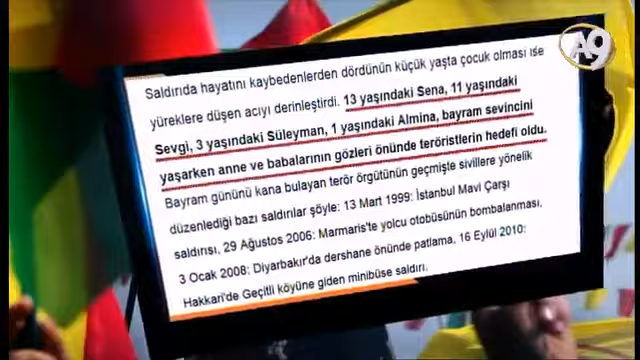 A9
Saldırıda hayatını kaybedenlerden dördünün küçük yaşta çocuk olması ise
yüreklere düşen acıyı derinleştirdi. 13 yaşındaki Sena, 11 yaşındaki
Sevgi, 3 yaşındaki Süleyman, 1 yaşındaki Almina, bayram sevincini
yaşarken anne ve babalarının gözleri önünde teröristlerin hedefi oldu.
Bayram gününü kana bulayan terör örgütünün geçmişte sivillere yönelik
düzenlediği bazı saldırılar şöyle: 13 Mart 1999: İstanbul Mavi Çarşı
saldırısı, 29 Ağustos 2006: Marmaris'te yolcu otobüsünün bombalanması,
3 Ocak 2008: Diyarbakır'da dershane önünde patlama, 16 Eylül 2010:
Hakkari'de Geçitli köyüne giden minibüse saldırı.